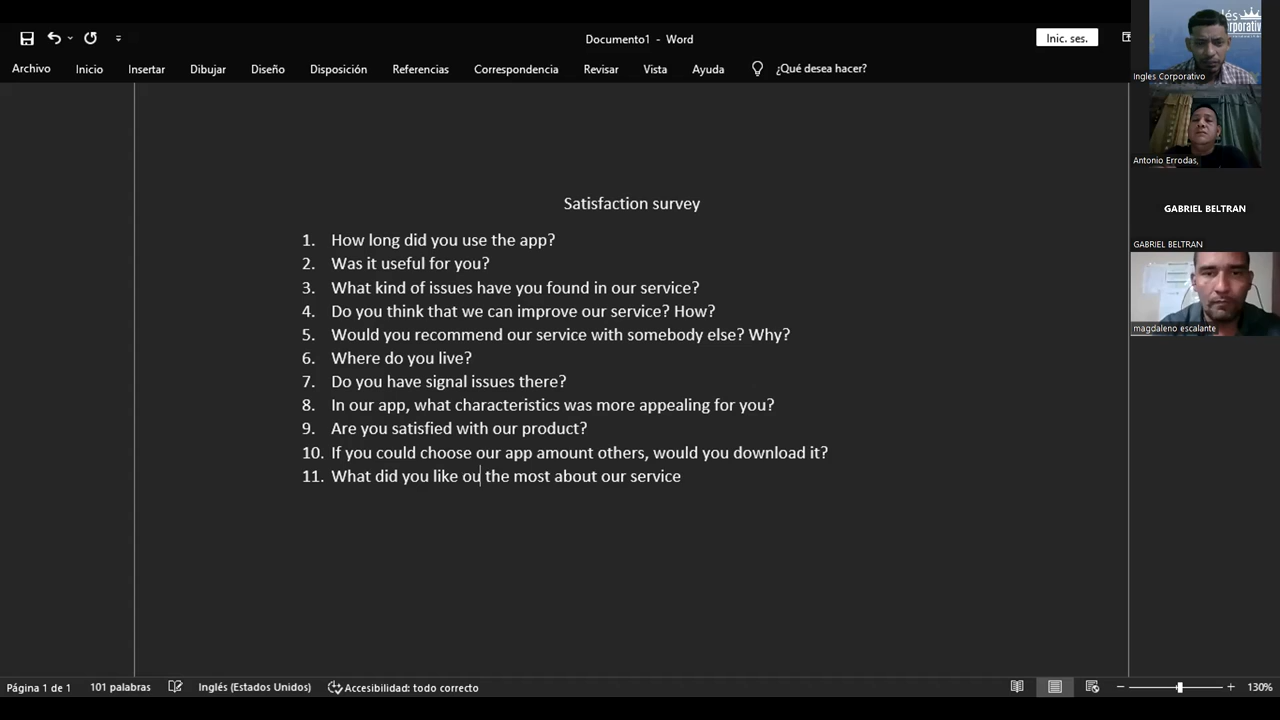 Documento1 - Word
Inic. ses.
Archivo Inicio Insertar Dibujar Diseño Disposición Referencias Correspondencia Revisar Vista Ayuda ¿Qué desea hacer?
Satisfaction survey
1. How long did you use the app?
2. Was it useful for you?
3. What kind of issues have you found in our service?
4. Do you think that we can improve our service? How?
5. Would you recommend our service with somebody else? Why?
6. Where do you live?
7. Do you have signal issues there?
8. In our app, what characteristics was more appealing for you?
9. Are you satisfied with our product?
10. If you could choose our app amount others, would you download it?
11. What did you like ou the most about our service
Ingles Corporativo
Antonio Errodas,
GABRIEL BELTRAN
GABRIEL BELTRAN
magdaleno escalante
Página 1 de 1 101 palabras Inglés (Estados Unidos) Accesibilidad: todo correcto 130%